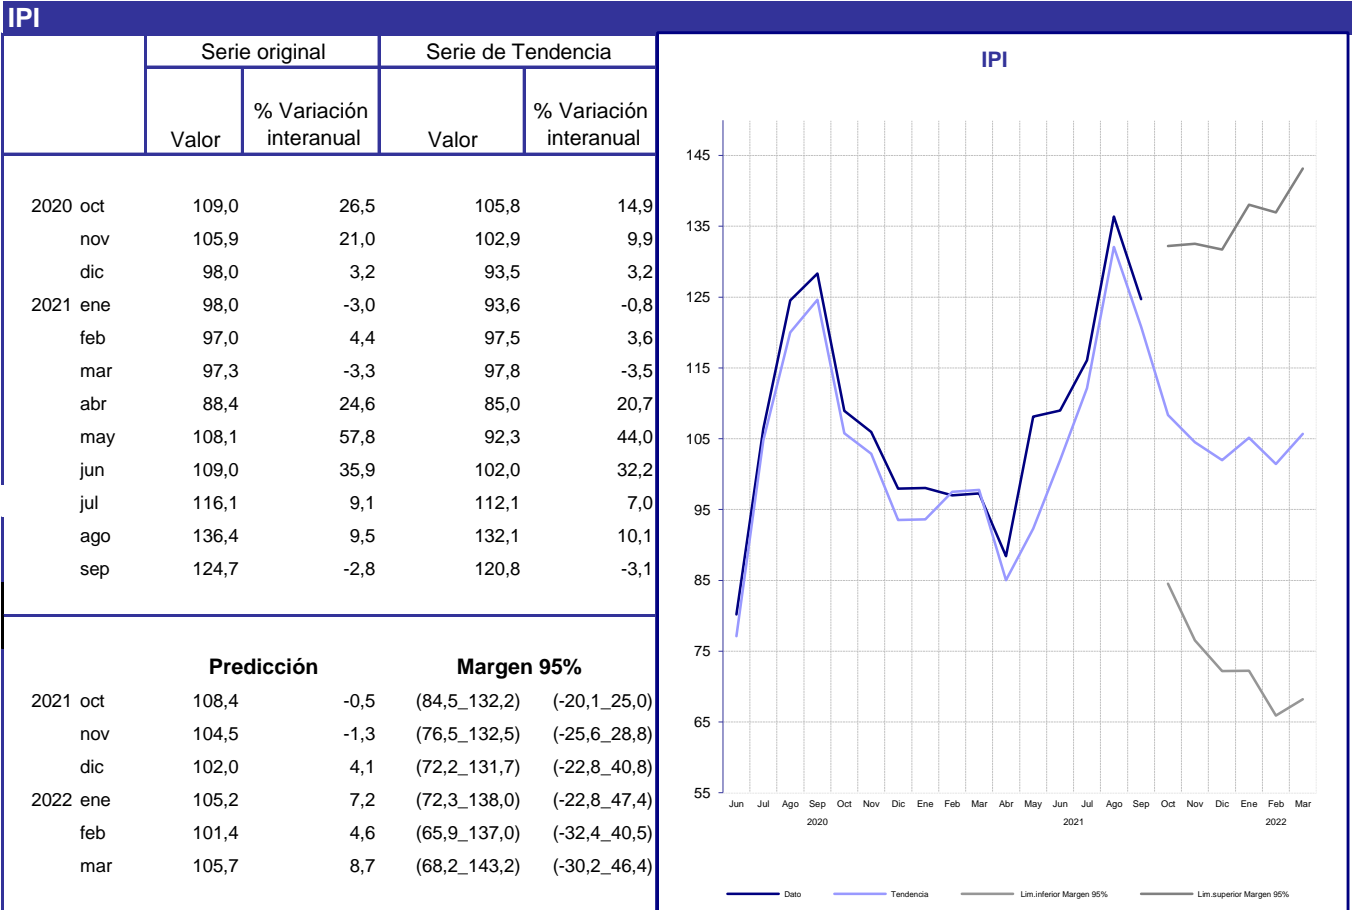 IPI
Serie original Serie de Tendencia
Valor % Variación interanual Valor % Variación interanual
2020 oct 109,0 26,5 105,8 14,9
nov 105,9 21,0 102,9 9,9
dic 98,0 3,2 93,5 3,2
2021 ene 98,0 -3,0 93,6 -0,8
feb 97,0 4,4 97,5 3,6
mar 97,3 -3,3 97,8 -3,5
abr 88,4 24,6 85,0 20,7
may 108,1 57,8 92,3 44,0
jun 109,0 35,9 102,0 32,2
jul 116,1 9,1 112,1 7,0
ago 136,4 9,5 132,1 10,1
sep 124,7 -2,8 120,8 -3,1
Predicción Margen 95%
2021 oct 108,4 -0,5 (84,5_132,2) (-20,1_25,0)
nov 104,5 -1,3 (76,5_132,5) (-25,6_28,8)
dic 102,0 4,1 (72,2_131,7) (-22,8_40,8)
2022 ene 105,2 7,2 (72,3_138,0) (-22,8_47,4)
feb 101,4 4,6 (65,9_137,0) (-32,4_40,5)
mar 105,7 8,7 (68,2_143,2) (-30,2_46,4)
IPI
145
135
125
115
105
95
85
75
65
55
Jun Jul Ago Sep Oct Nov Dic Ene Feb Mar Abr May Jun Jul Ago Sep Oct Nov Dic Ene Feb Mar
2020 2021 2022
Dato Tendencia Lim.inferior Margen 95% Lim.superior Margen 95%